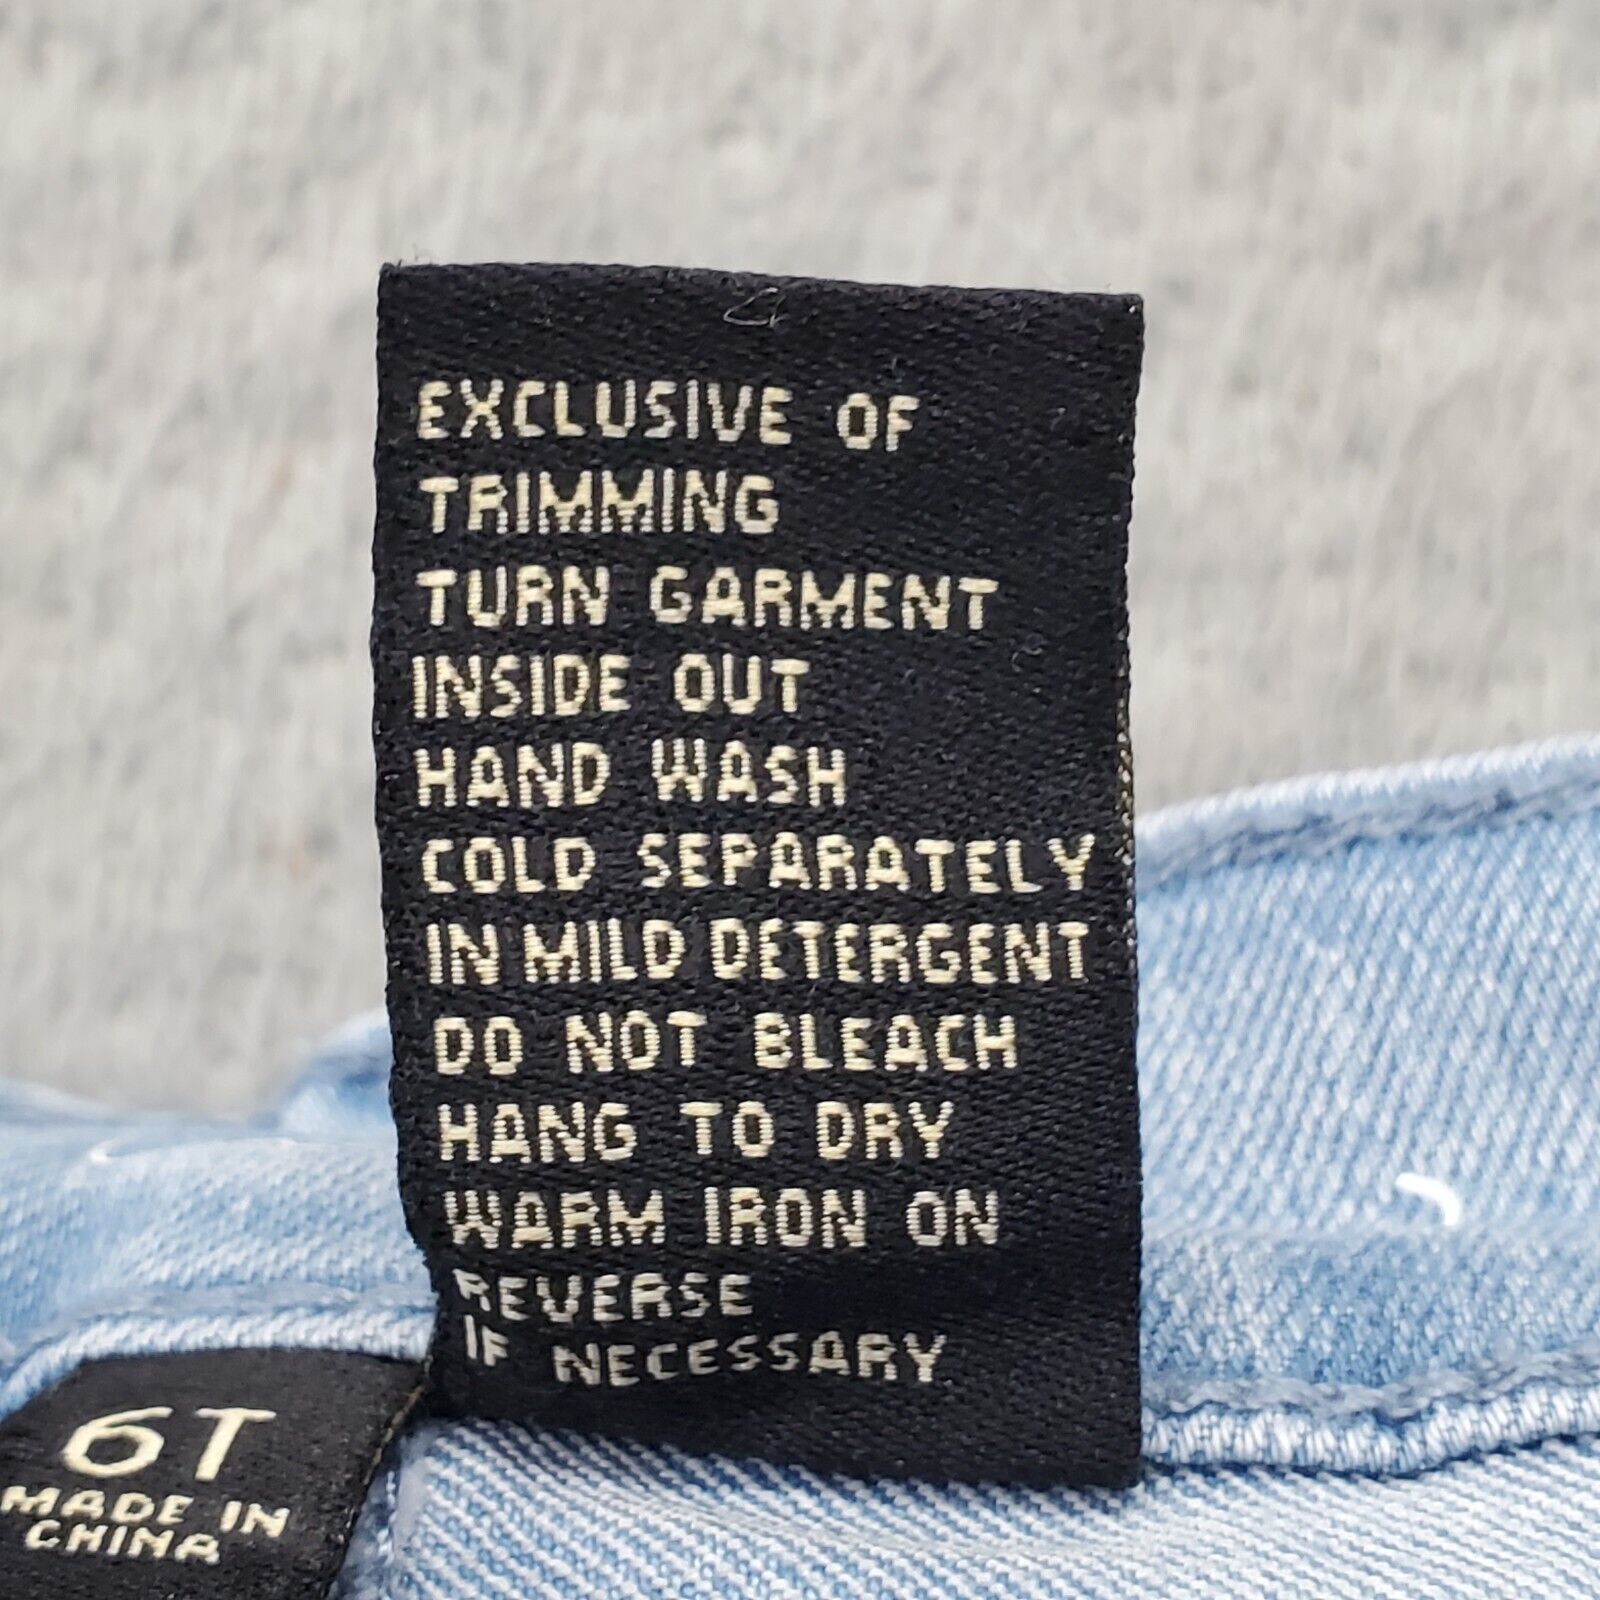 EXCLUSIVE OF
TRIMMING
TURN GARMENT
INSIDE OUT
HAND WASH
COLD SEPARATELY
IN MILD DETERGENT
DO NOT BLEACH
HANG TO DRY
WARM IRON ON
REVERSE
IF NECESSARY
6T
MADE IN
CHINA